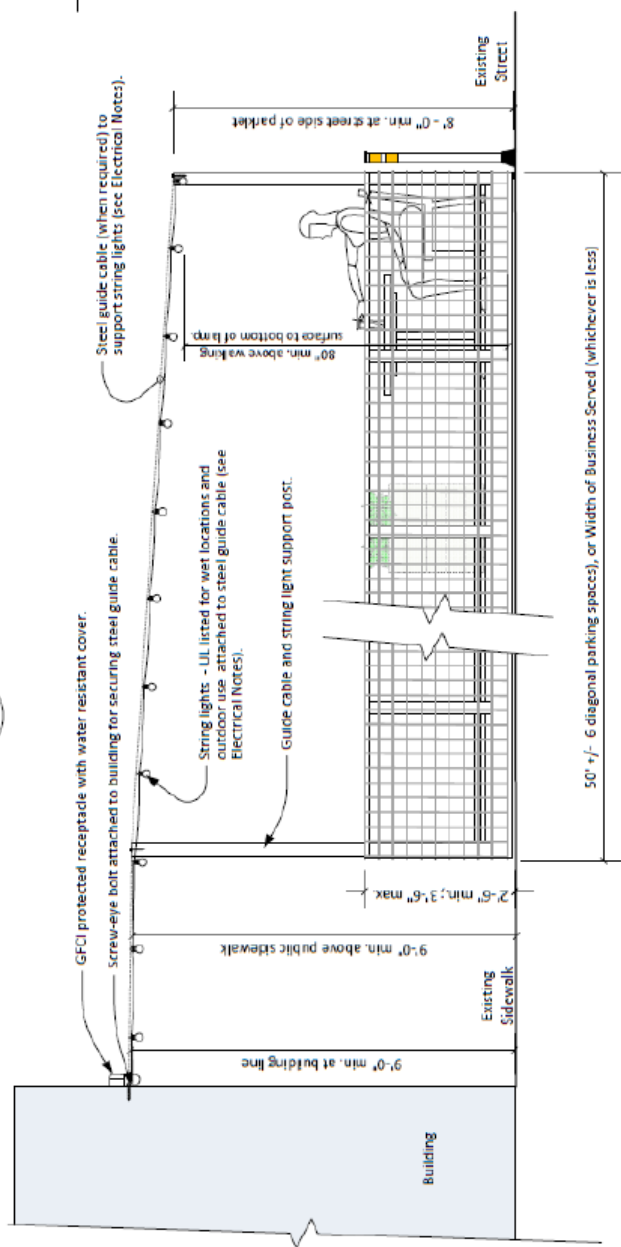 GFCI protected receptacle with water resistant cover.
Screw-eye bolt attached to building for securing steel guide cable.
Steel guide cable (when required) to
support string lights (see Electrical Notes).
String lights - UL listed for wet locations and
outdoor use attached to steel guide cable (see
Electrical Notes).
Guide cable and string light support post.
80" min. above walking
surface to bottom of lamp.
8'-0" min. at street side of parklet
9'-0" min. at building line
9'-0" min. above public sidewalk
2'-6" min; 3'-6" max
Building
Existing
Sidewalk
Existing
Street
50' +/- 6 diagonal parking spaces), or Width of Business Served (whichever is less)